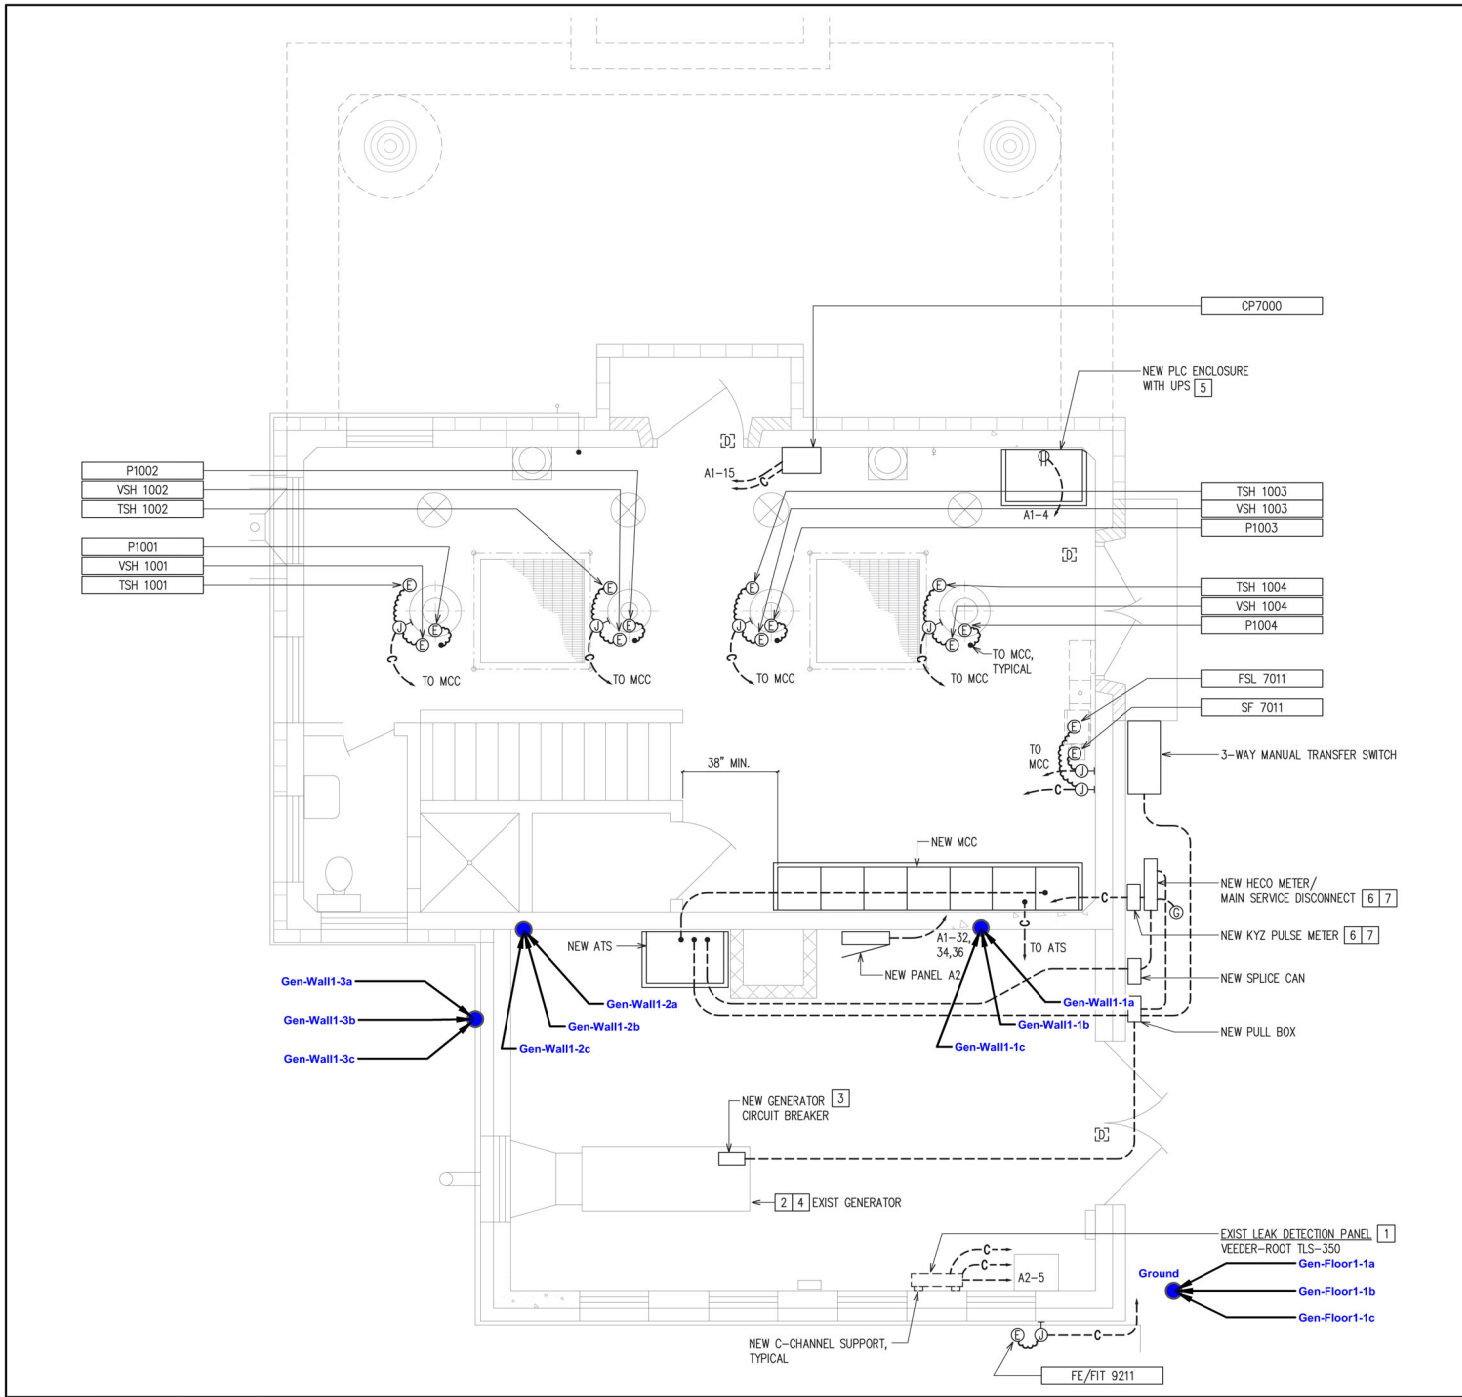 CP7000
NEW PLC ENCLOSURE
WITH UPS 5
D
A1-15
C
A1-4
P1002
VSH 1002
TSH 1002
P1001
VSH 1001
TSH 1001
TSH 1003
VSH 1003
P1003
D
TSH 1004
VSH 1004
P1004
E
E
E
E
J
E
E
J
E
E
J
E
E
E
J
E
E
C
C
C
C
TO MCC
TO MCC
TO MCC
TO MCC
TO MCC,
TYPICAL
FSL 7011
SF 7011
E
E
J
J
C
TO
MCC
3-WAY MANUAL TRANSFER SWITCH
38" MIN.
NEW MCC
NEW HECO METER/
MAIN SERVICE DISCONNECT 6 7
C
G
NEW KYZ PULSE METER 6 7
NEW ATS
NEW PANEL A2
A1-32,
34,36
C
TO ATS
NEW SPLICE CAN
NEW PULL BOX
Gen-Wall1-3a
Gen-Wall1-3b
Gen-Wall1-3c
Gen-Wall1-2a
Gen-Wall1-2b
Gen-Wall1-2c
Gen-Wall1-1a
Gen-Wall1-1b
Gen-Wall1-1c
NEW GENERATOR 3
CIRCUIT BREAKER
D
2 4 EXIST GENERATOR
EXIST LEAK DETECTION PANEL 1
VEEDER-ROOT TLS-350
C
C
A2-5
Ground
Gen-Floor1-1a
Gen-Floor1-1b
Gen-Floor1-1c
NEW C-CHANNEL SUPPORT,
TYPICAL
E
J
C
FE/FIT 9211